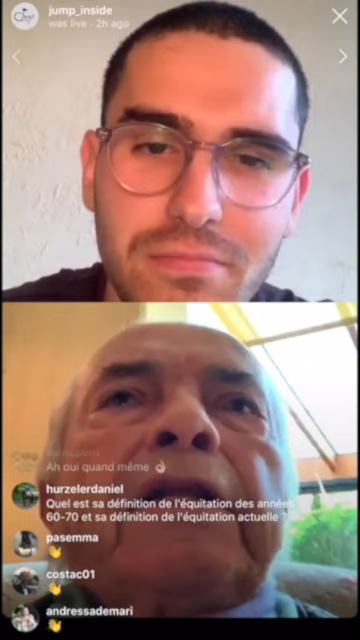 jump_inside
was live · 2h ago
Ah oui quand même 👌🏻
hurzelerdaniel
Quel est sa définition de l'équitation des années
60-70 et sa définition de l'équitation actuelle ?
pasemma
👋
costac01
👋
andressademari
👋